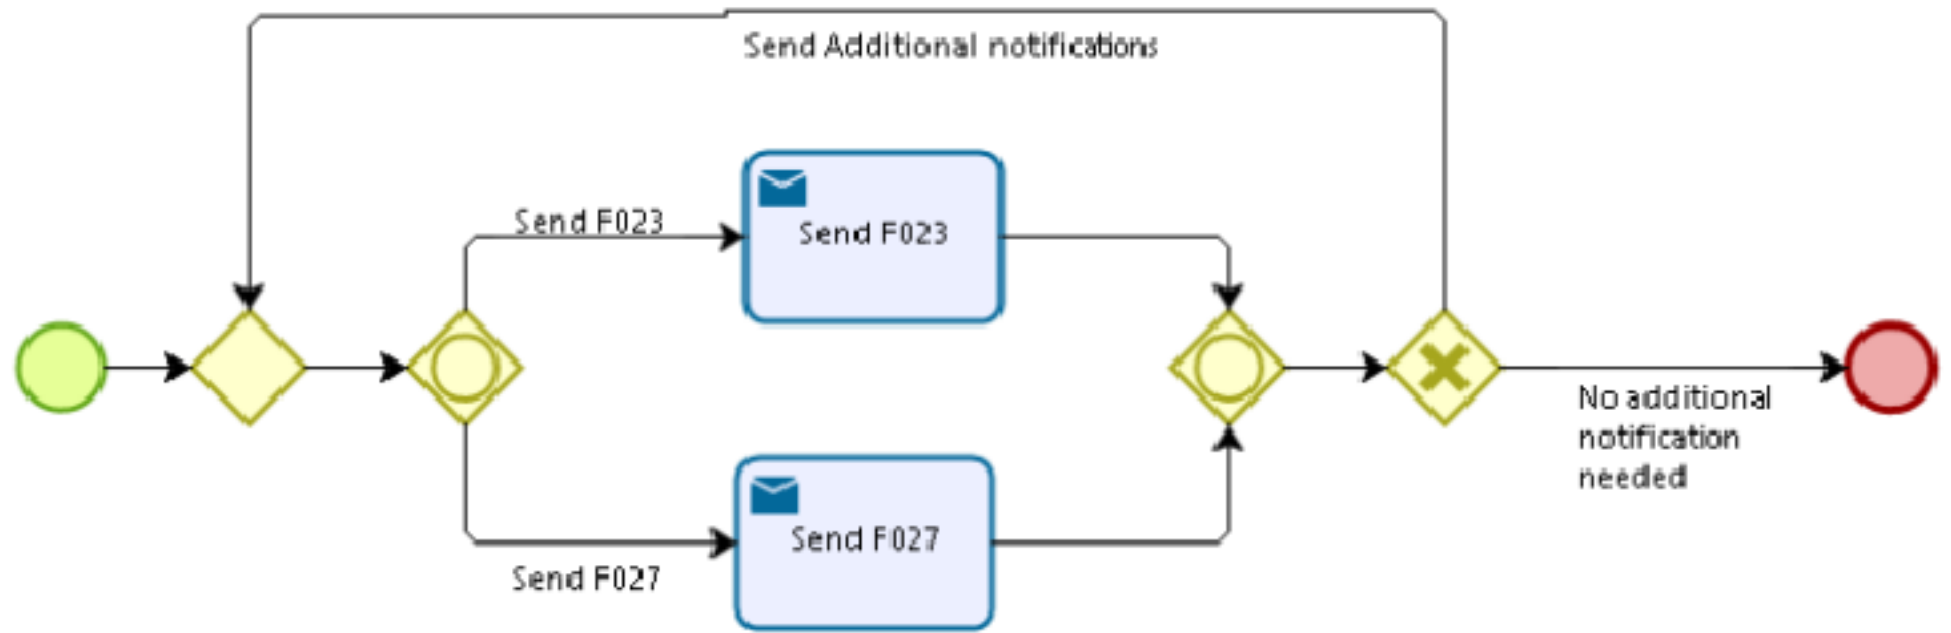 Send Additional notifications
Send F023
Send F023
Send F027
Send F027
No additional
notification
needed